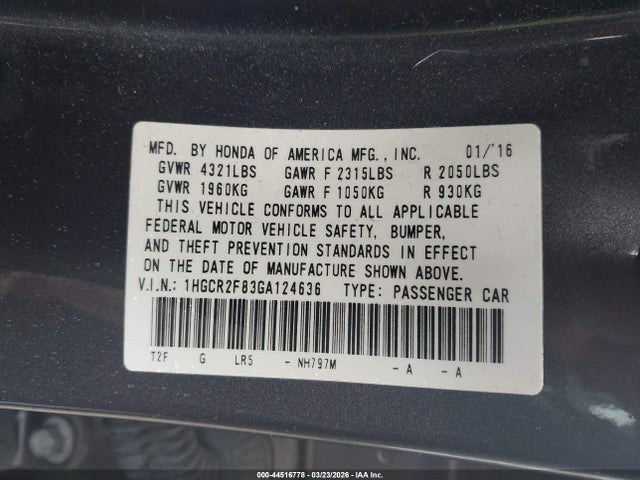 MFD. BY HONDA OF AMERICA MFG., INC. 01/'16
GVWR 4321LBS GAWR F 2315LBS R 2050LBS
GVWR 1960KG GAWR F 1050KG R 930KG
THIS VEHICLE CONFORMS TO ALL APPLICABLE
FEDERAL MOTOR VEHICLE SAFETY, BUMPER,
AND THEFT PREVENTION STANDARDS IN EFFECT
ON THE DATE OF MANUFACTURE SHOWN ABOVE.
V.I.N.: 1HGCR2F83GA124636 TYPE: PASSENGER CAR
T2F G LR5 - NH797M - A - A
000-44516778 — 03/23/2026 — IAA Inc.